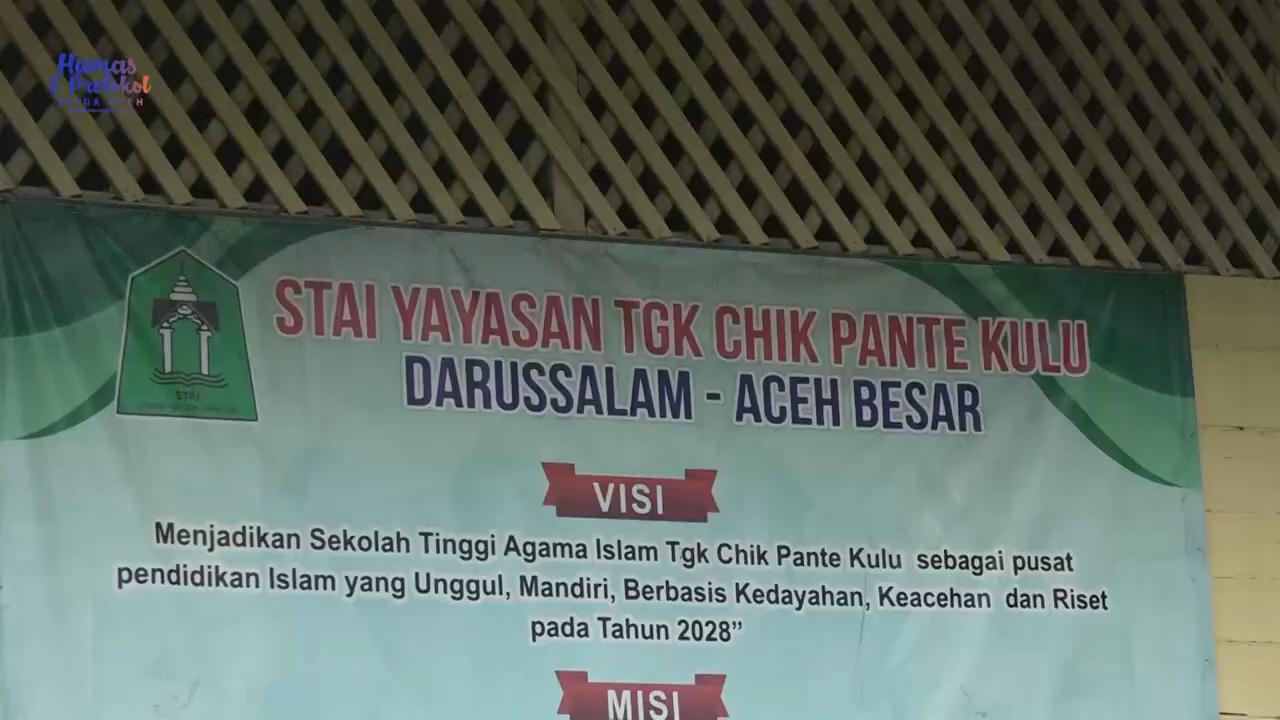 Humas
& Protokol
STAI YAYASAN TGK CHIK PANTE KULU
DARUSSALAM - ACEH BESAR
STAI
VISI
Menjadikan Sekolah Tinggi Agama Islam Tgk Chik Pante Kulu sebagai pusat
pendidikan Islam yang Unggul, Mandiri, Berbasis Kedayahan, Keacehan dan Riset
pada Tahun 2028”
MISI